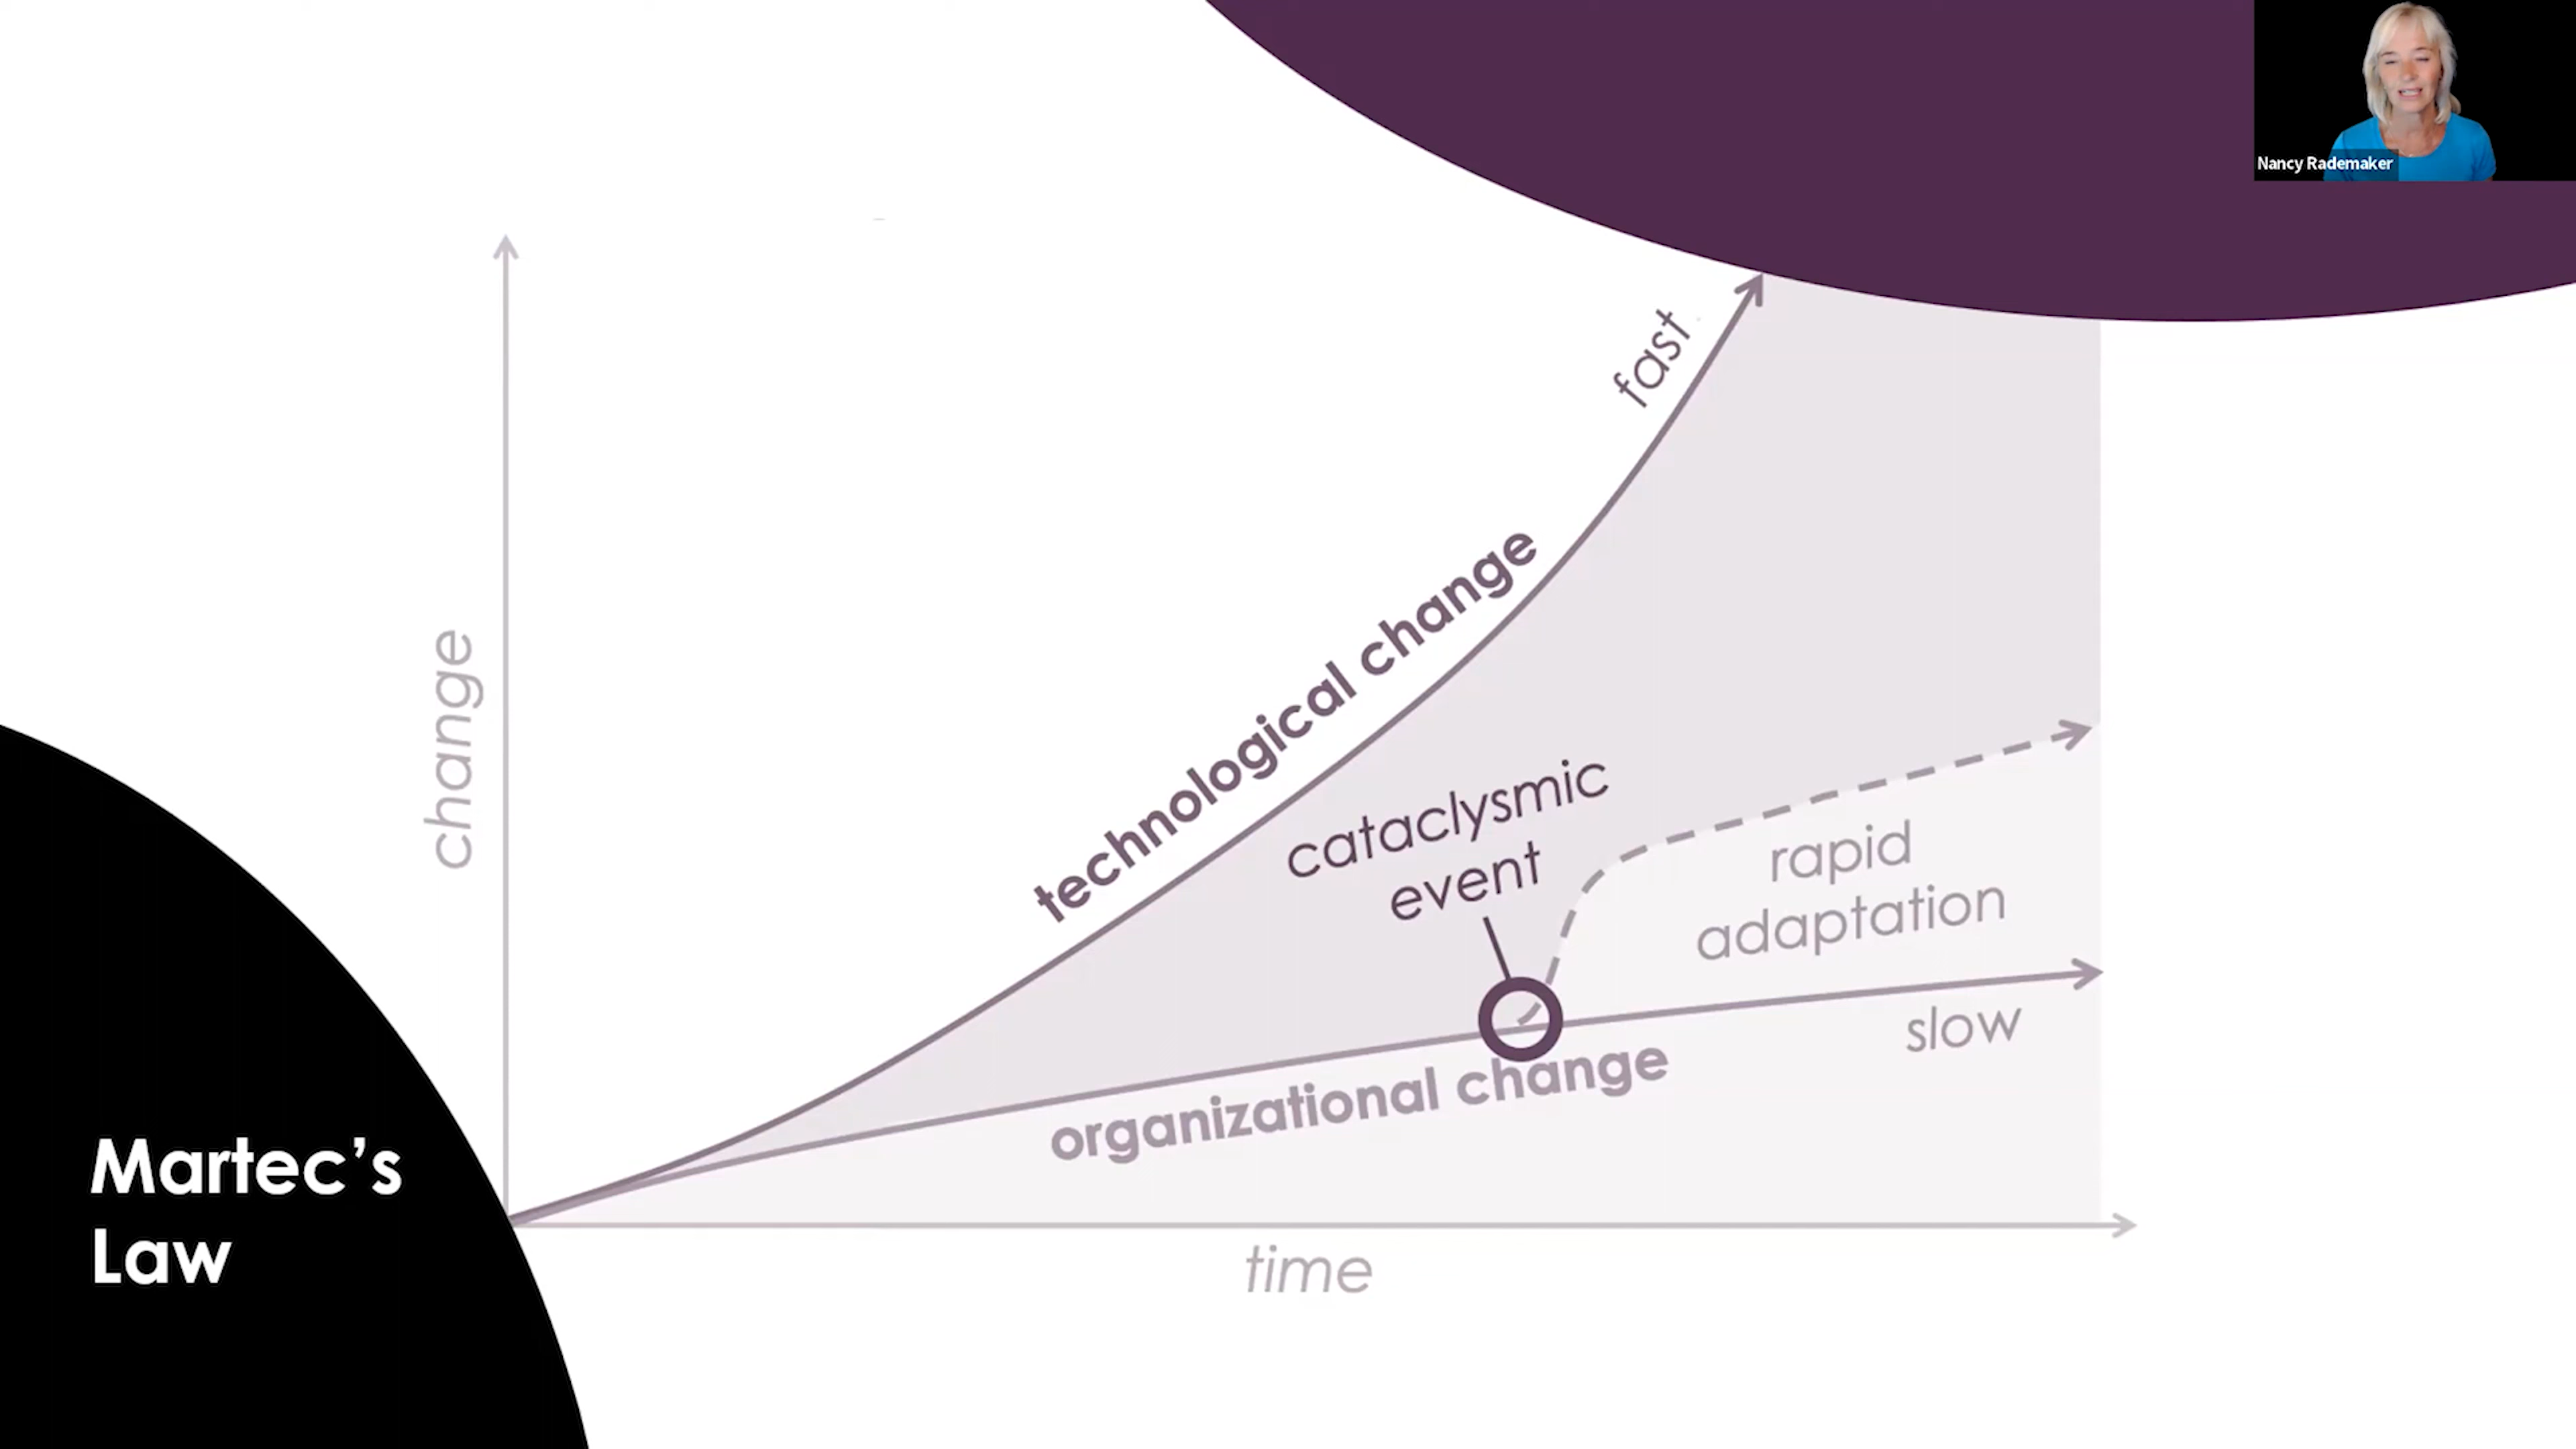 Nancy Rademaker
fast
change
technological change
cataclysmic
event
rapid
adaptation
slow
organizational change
Martec’s
Law
time